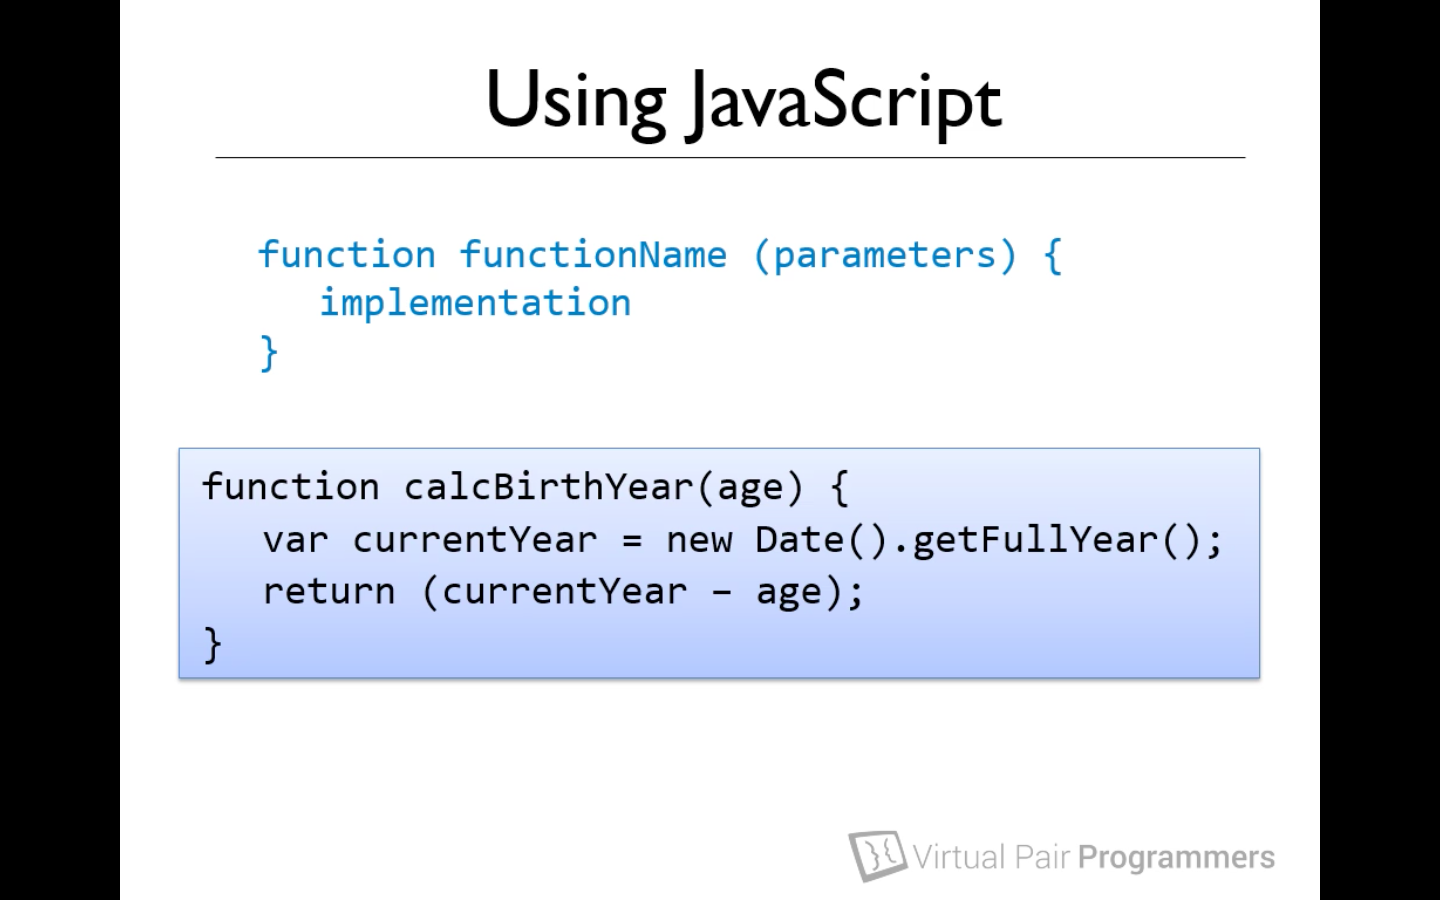 Using JavaScript
function functionName (parameters) {
implementation
}
function calcBirthYear(age) {
var currentYear = new Date().getFullYear();
return (currentYear – age);
}
Virtual Pair Programmers